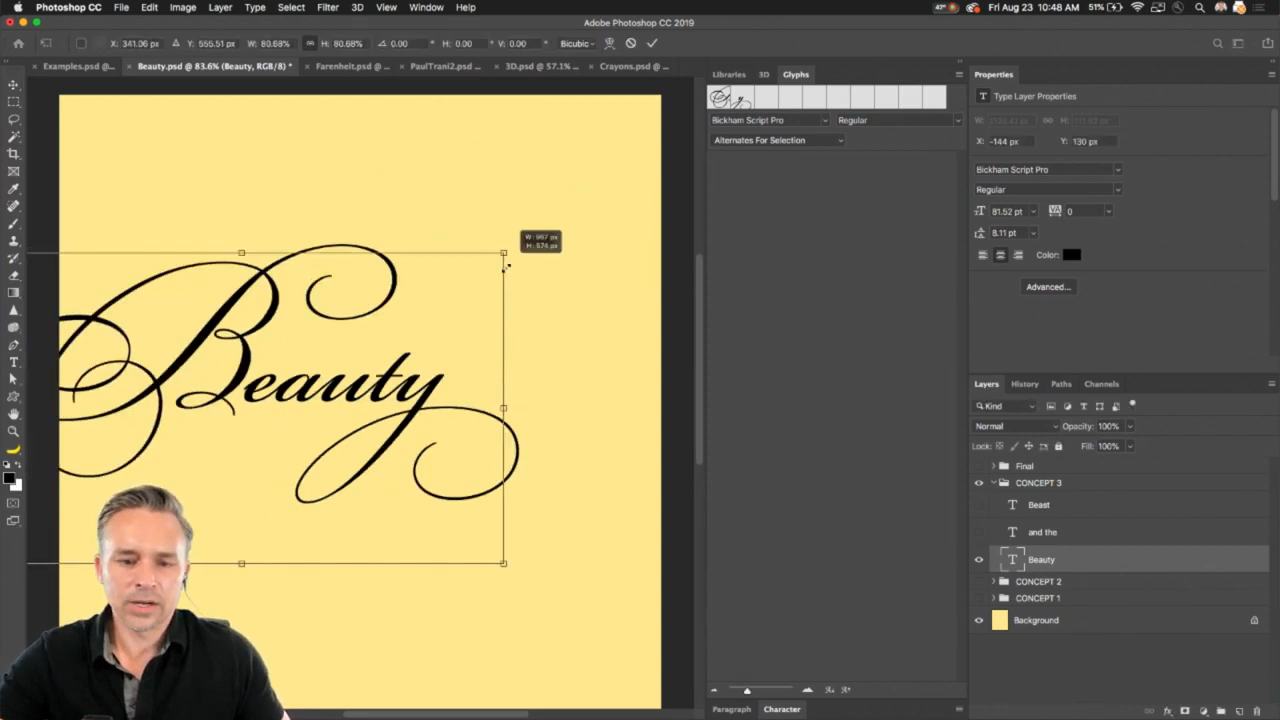 Photoshop CC File Edit Image Layer Type Select Filter 3D View Window Help
47° 51% Fri Aug 23 10:48 AM
Adobe Photoshop CC 2019
X: 341.06 px Y: 555.51 px W: 80.68% H: 80.68% 0.00 ° H: 0.00 ° V: 0.00 ° Bicubic
Examples.psd @... Beauty.psd @ 83.6% (Beauty, RGB/8) * Farenheit.psd @ ... PaulTrani2.psd ... 3D.psd @ 57.1% ... Crayons.psd @ ...
Libraries 3D Glyphs
Bickham Script Pro Regular
Alternates For Selection
W: 967 px
H: 574 px
Beauty
Paragraph Character
Properties
Type Layer Properties
X: -144 px Y: 130 px
Bickham Script Pro
Regular
81.52 pt VA 0
8.11 pt
Color:
Advanced...
Layers History Paths Channels
Kind
Normal Opacity: 100%
Lock: Fill: 100%
Final
CONCEPT 3
T Beast
T and the
T Beauty
CONCEPT 2
CONCEPT 1
Background